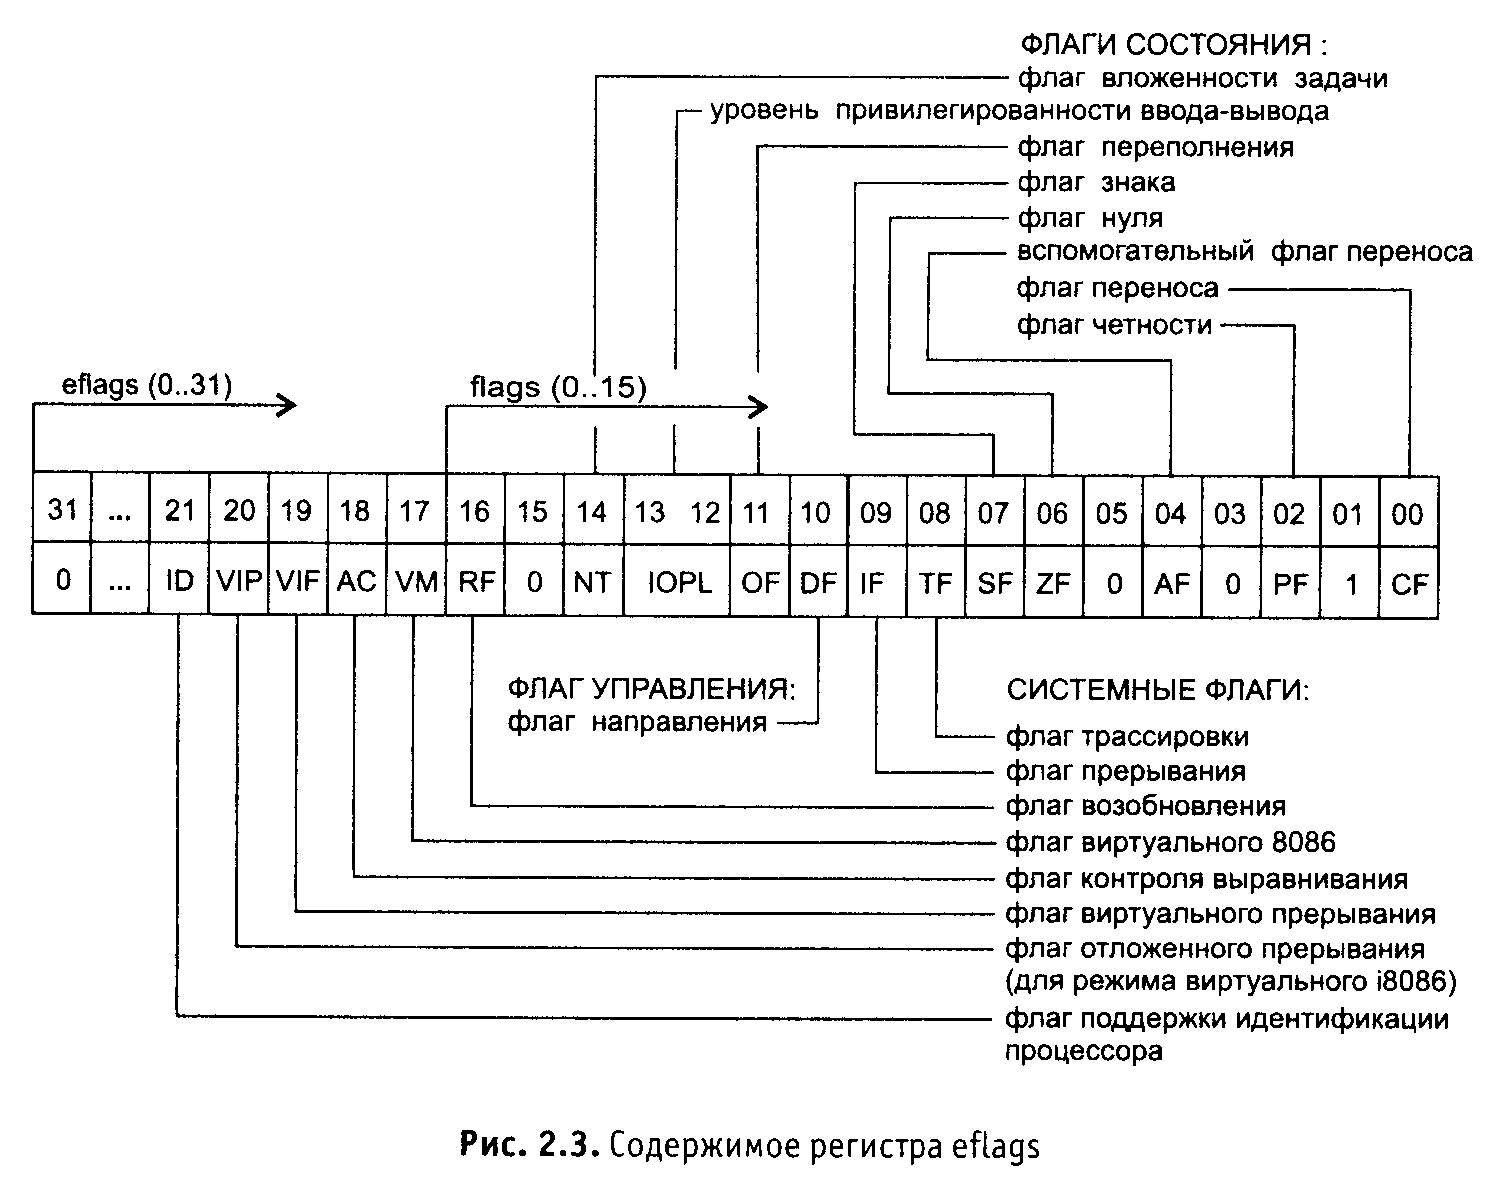 ФЛАГИ СОСТОЯНИЯ :
флаг вложенности задачи
уровень привилегированности ввода-вывода
флаг переполнения
флаг знака
флаг нуля
вспомогательный флаг переноса
флаг переноса
флаг четности
eflags (0..31)
flags (0..15)
31 ... 21 20 19 18 17 16 15 14 13 12 11 10 09 08 07 06 05 04 03 02 01 00
0 ... ID VIP VIF AC VM RF 0 NT IOPL OF DF IF TF SF ZF 0 AF 0 PF 1 CF
ФЛАГ УПРАВЛЕНИЯ:
флаг направления
СИСТЕМНЫЕ ФЛАГИ:
флаг трассировки
флаг прерывания
флаг возобновления
флаг виртуального 8086
флаг контроля выравнивания
флаг виртуального прерывания
флаг отложенного прерывания
(для режима виртуального i8086)
флаг поддержки идентификации
процессора
Рис. 2.3. Содержимое регистра eflags